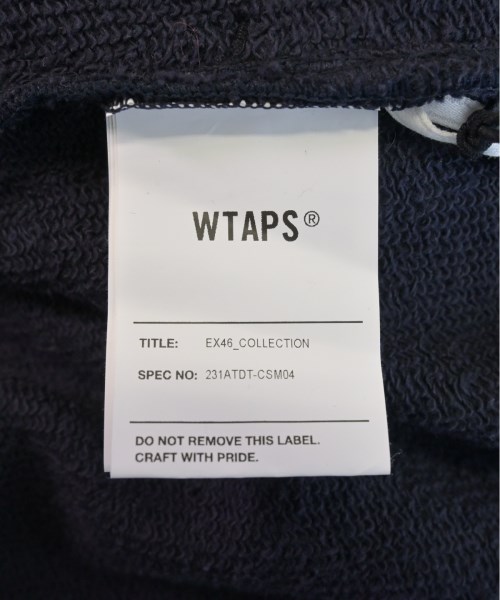 WTAPS®
TITLE: EX46_COLLECTION
SPEC NO: 231ATDT-CSM04
DO NOT REMOVE THIS LABEL.
CRAFT WITH PRIDE.